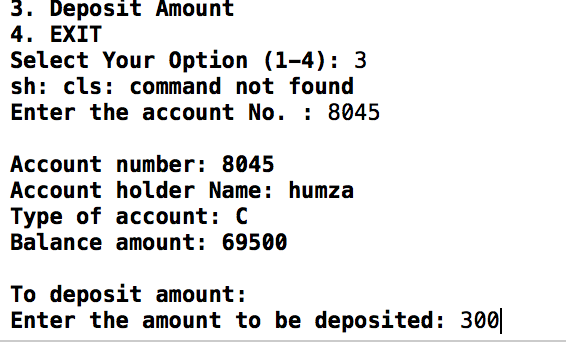 3. Deposit Amount
4. EXIT
Select Your Option (1-4): 3
sh: cls: command not found
Enter the account No. : 8045
Account number: 8045
Account holder Name: humza
Type of account: C
Balance amount: 69500
To deposit amount:
Enter the amount to be deposited: 300